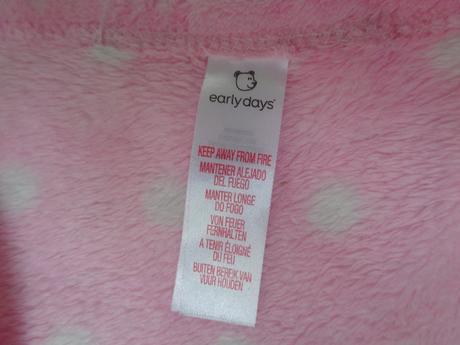 early days
KEEP AWAY FROM FIRE
MANTENER ALEJADO
DEL FUEGO
MANTER LONGE
DO FOGO
VON FEUER
FERNHALTEN
A TENIR ÉLOIGNÉ
DU FEU
BUITEN BEREIK VAN
VUUR HOUDEN